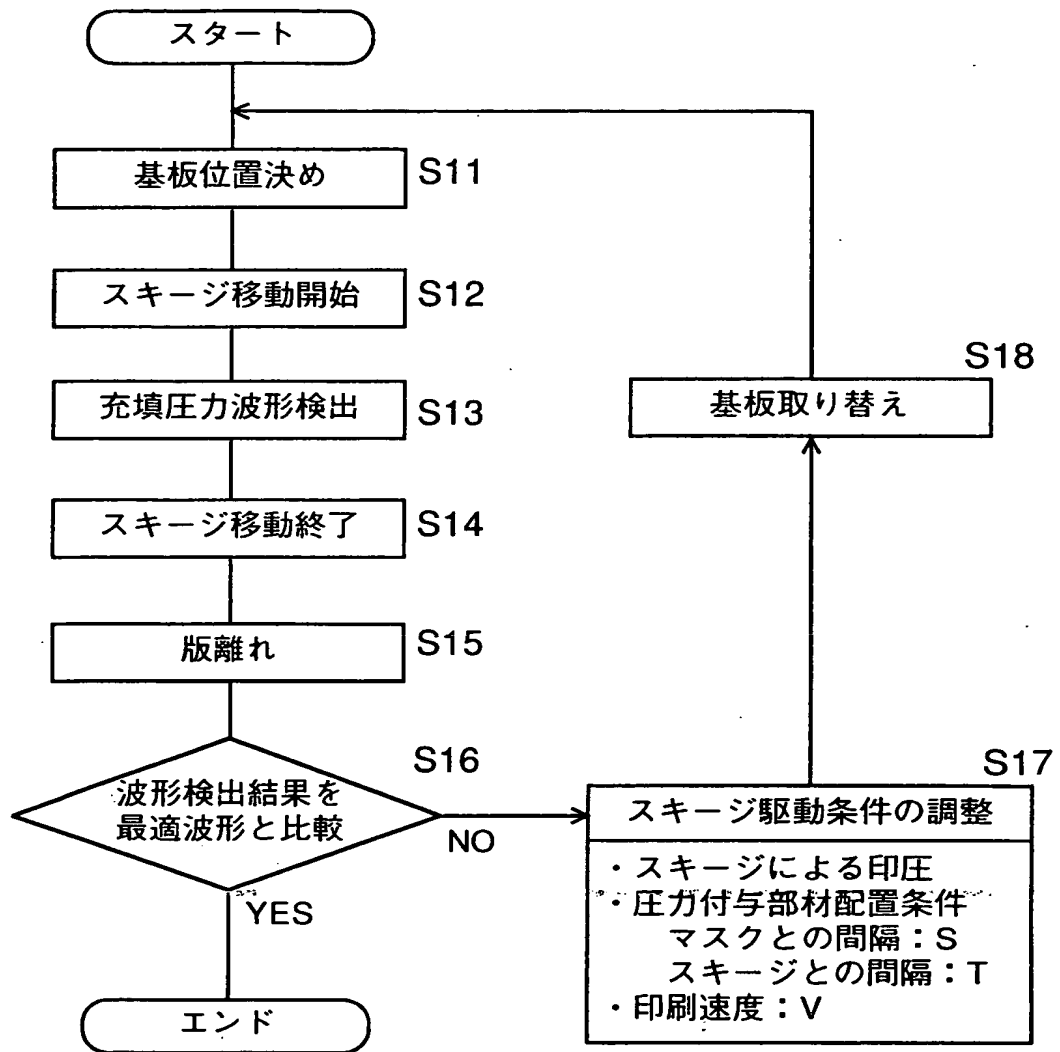 スタート
基板位置決め S11
スキージ移動開始 S12
充填圧力波形検出 S13
スキージ移動終了 S14
版離れ S15
波形検出結果を
最適波形と比較
S16
NO
YES
エンド
S17
スキージ駆動条件の調整
・スキージによる印圧
・圧力付与部材配置条件
マスクとの間隔：S
スキージとの間隔：T
・印刷速度：V
S18
基板取り替え